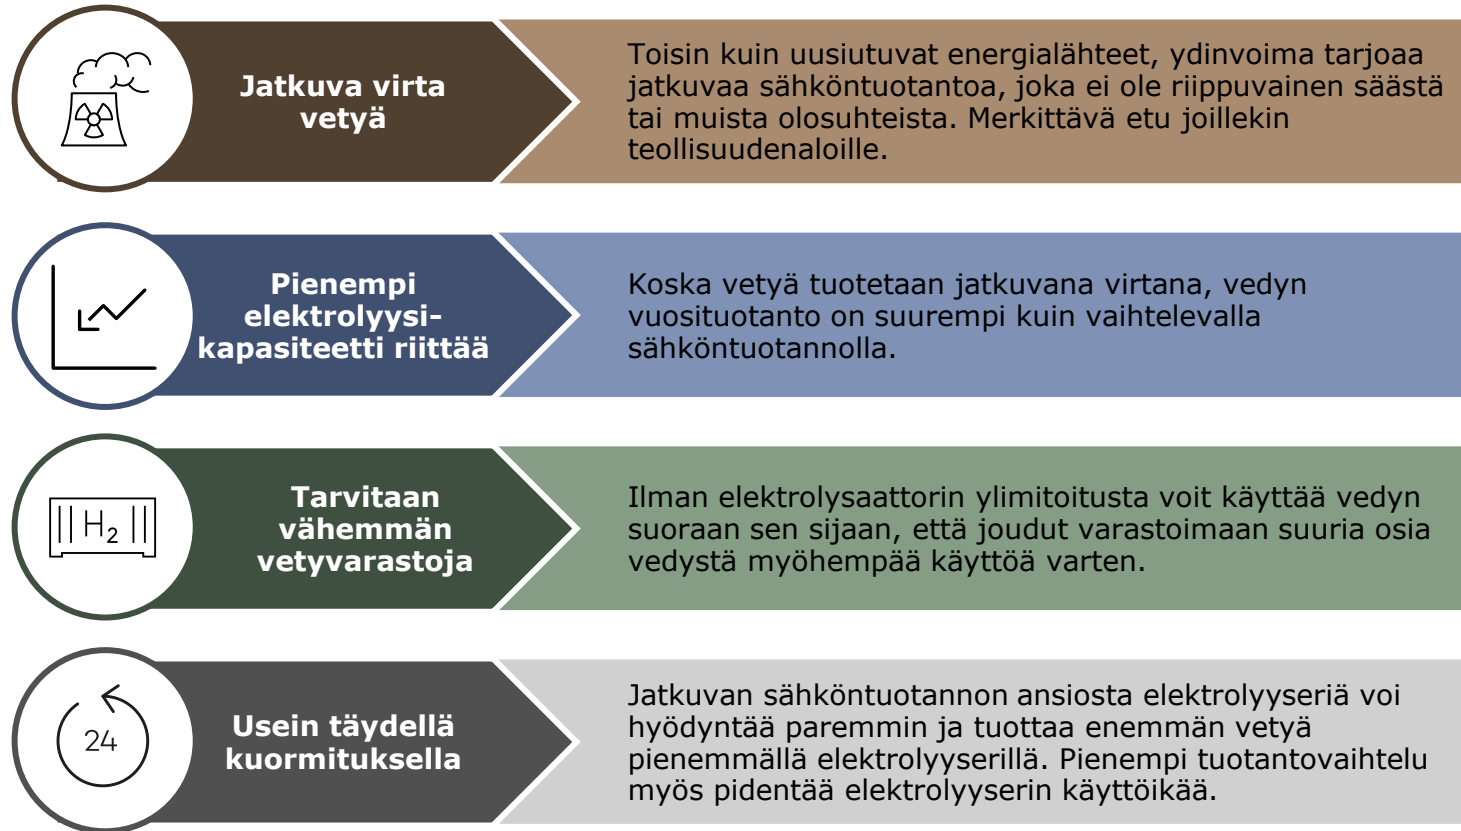 Jatkuva virta
vetyä
Toisin kuin uusiutuvat energialähteet, ydinvoima tarjoaa
jatkuvaa sähköntuotantoa, joka ei ole riippuvainen säästä
tai muista olosuhteista. Merkittävä etu joillekin
teollisuudenaloille.
Pienempi
elektrolyysi-
kapasiteetti riittää
Koska vetyä tuotetaan jatkuvana virtana, vedyn
vuosituotanto on suurempi kuin vaihtelevalla
sähköntuotannolla.
H₂
Tarvitaan
vähemmän
vetyvarastoja
Ilman elektrolysaattorin ylimitoitusta voit käyttää vedyn
suoraan sen sijaan, että joudut varastoimaan suuria osia
vedystä myöhempää käyttöä varten.
24
Usein täydellä
kuormituksella
Jatkuvan sähköntuotannon ansiosta elektrolyyseriä voi
hyödyntää paremmin ja tuottaa enemmän vetyä
pienemmällä elektrolyyserillä. Pienempi tuotantovaihtelu
myös pidentää elektrolyyserin käyttöikää.